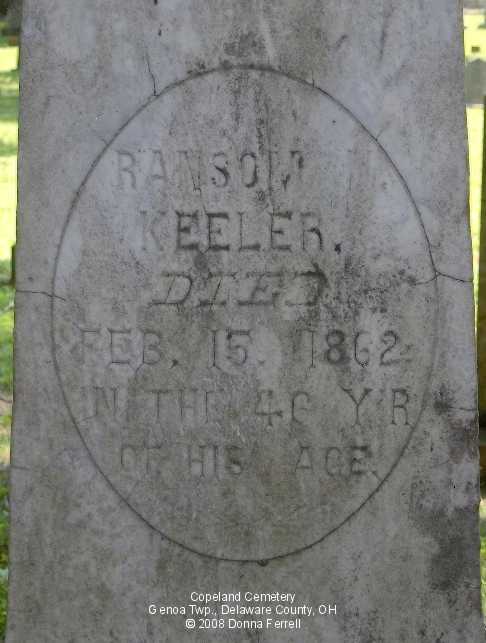 RANSOM
KEELER.
DIED
FEB. 15. 1862
IN THE 46 Y'R
OF HIS AGE.
Copeland Cemetery
Genoa Twp., Delaware County, OH
© 2008 Donna Ferrell